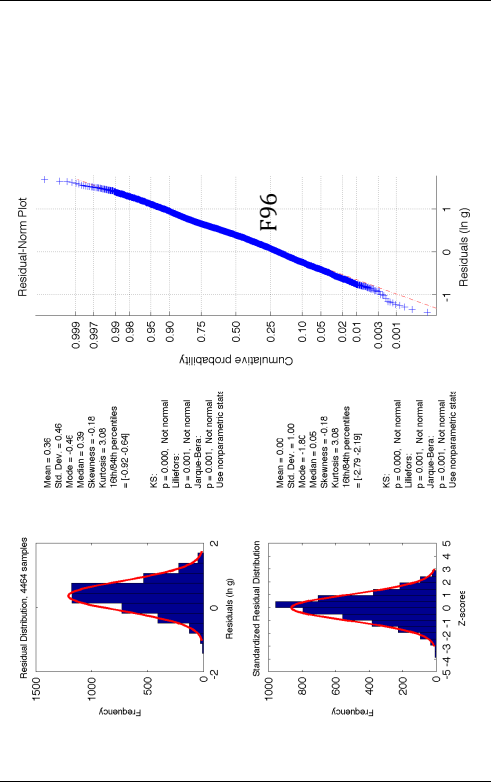 Residual Distribution, 4464 samples
1500
1000
500
0
Frequency
-2
0
2
Residuals (ln g)
Mean = 0.36
Std. Dev. = 0.46
Mode = -0.46
Median = 0.39
Skewness = -0.18
Kurtosis = 3.08
16th/84th percentiles
= [-0.92 -0.64]
KS:
p = 0.000, Not normal
Lilliefors:
p = 0.001, Not normal
Jarque-Bera:
p = 0.001, Not normal
Use nonparametric stats
Standardized Residual Distribution
1000
800
600
400
200
0
Frequency
-5 -4 -3 -2 -1 0 1 2 3 4 5
Z-scores
Mean = 0.00
Std. Dev. = 1.00
Mode = -1.80
Median = 0.05
Skewness = -0.18
Kurtosis = 3.08
16th/84th percentiles
= [-2.79 -2.19]
KS:
p = 0.000, Not normal
Lilliefors:
p = 0.001, Not normal
Jarque-Bera:
p = 0.001, Not normal
Use nonparametric stats
Residual-Norm Plot
0.999
0.997
0.99
0.98
0.95
0.90
0.75
0.50
0.25
0.10
0.05
0.02
0.01
0.003
0.001
Cumulative probability
-1
0
1
Residuals (ln g)
F96